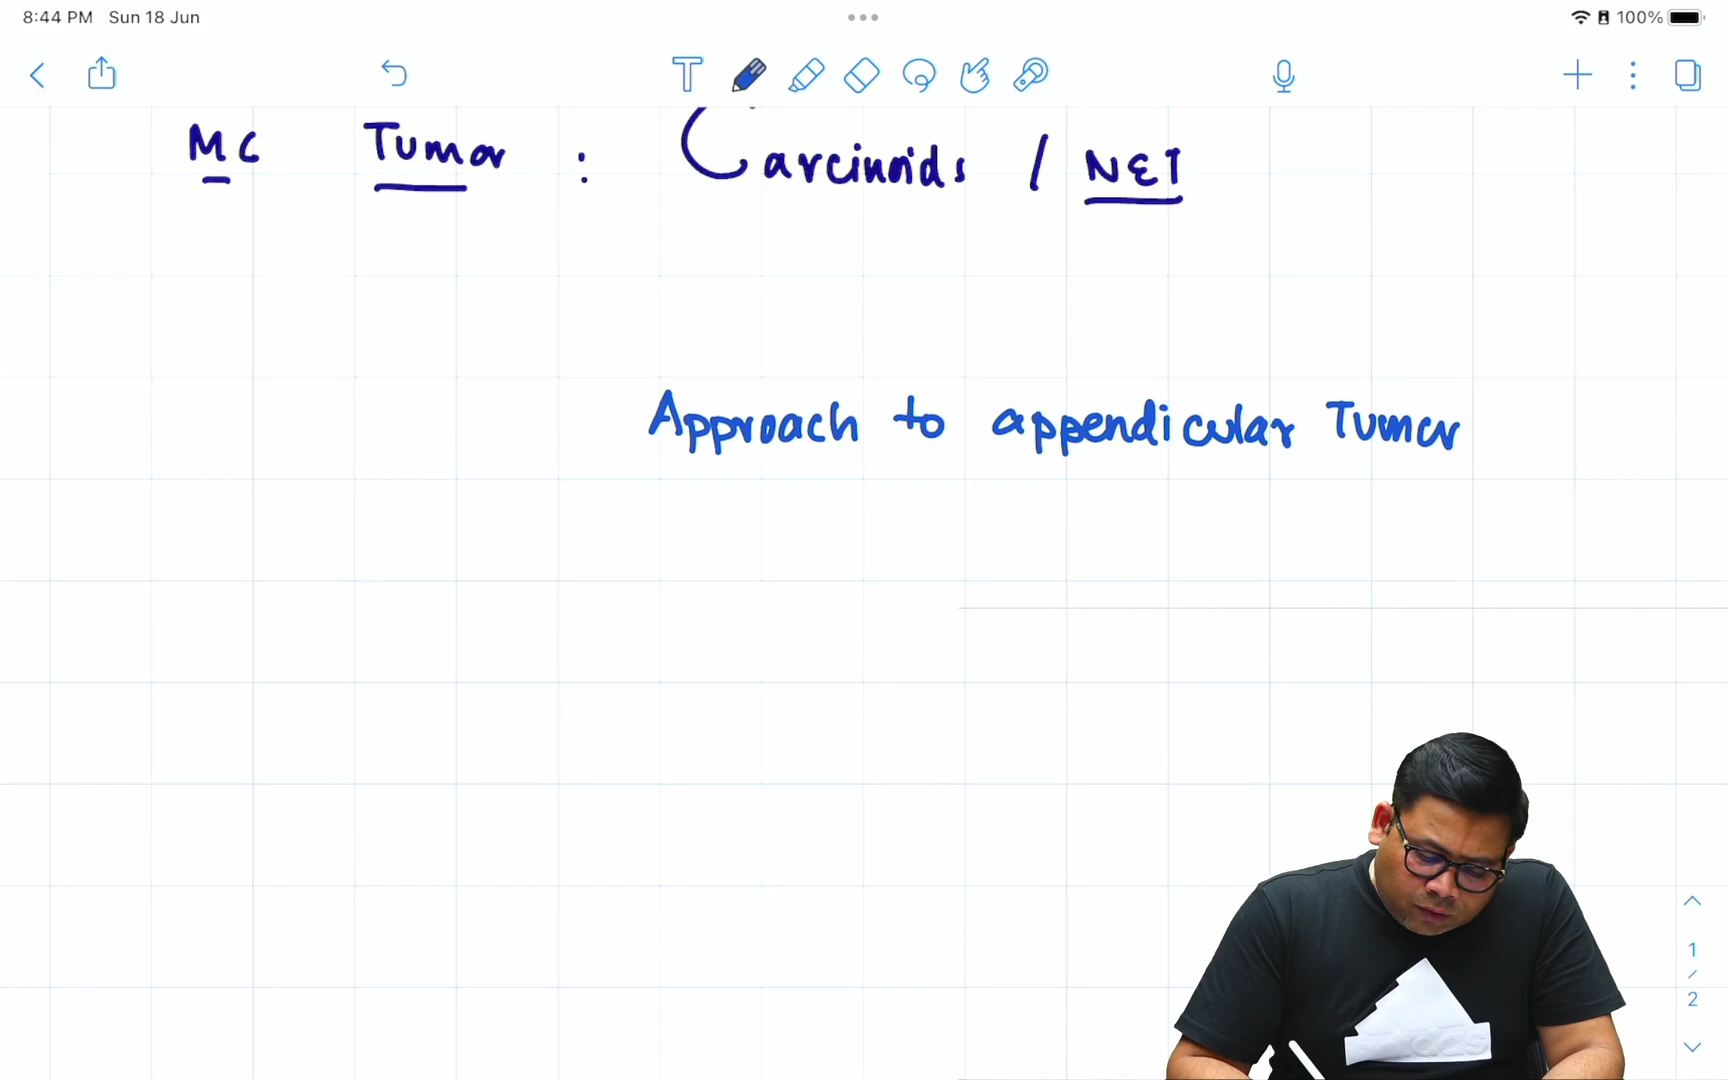 8:44 PM Sun 18 Jun
100%
MC Tumor : Carcinoids / NET
Approach to appendicular Tumor
1
/
2